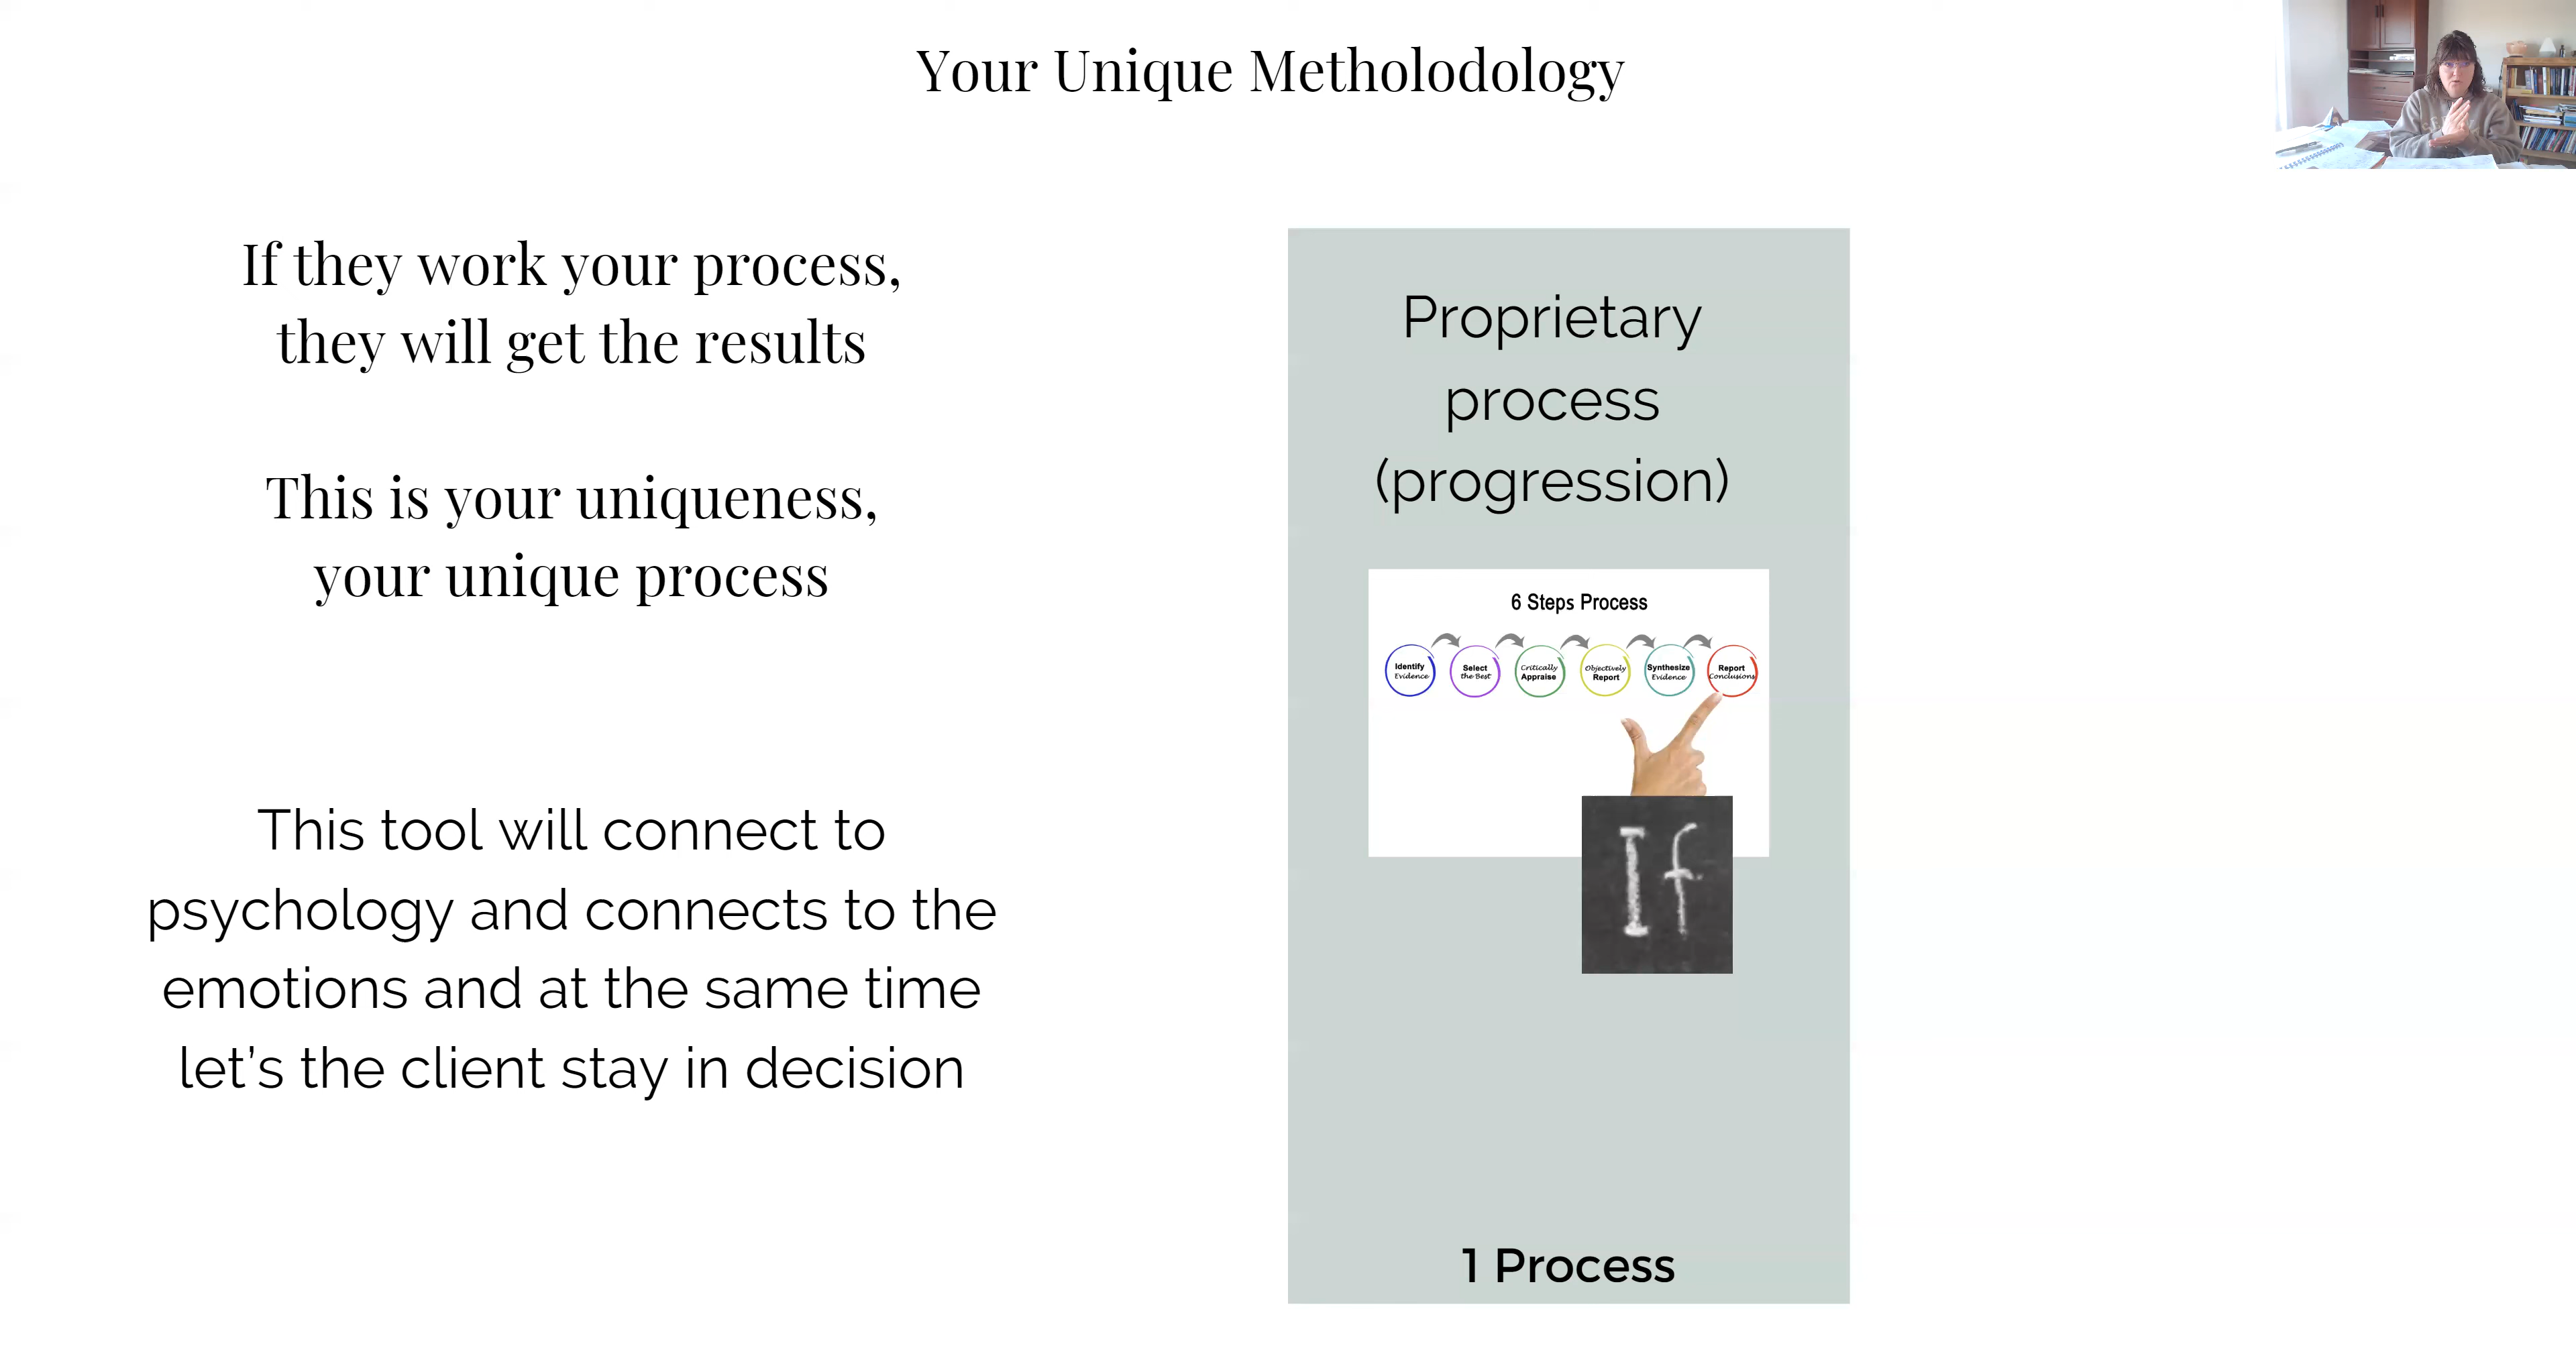 Your Unique Metholodology
If they work your process,
they will get the results
This is your uniqueness,
your unique process
This tool will connect to
psychology and connects to the
emotions and at the same time
let's the client stay in decision
Proprietary
process
(progression)
6 Steps Process
Identify
Evidence
Select
the Best
Critically
Appraise
Objectively
Report
Synthesize
Evidence
Report
Conclusions
If
1 Process